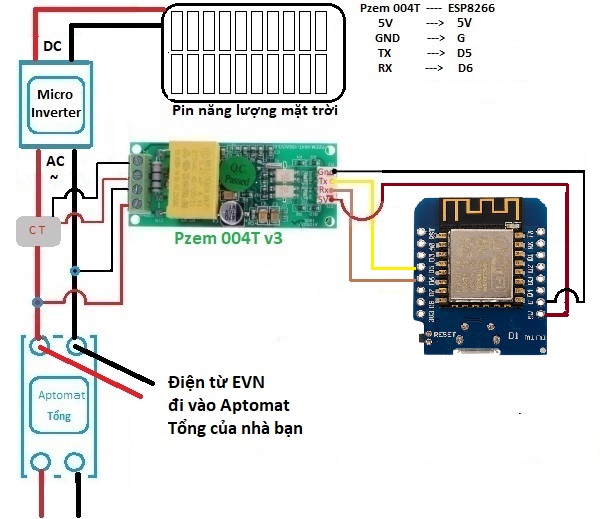 Pzem 004T ---- ESP8266
5V ---> 5V
GND ---> G
TX ---> D5
RX ---> D6
DC
Micro
Inverter
Pin năng lượng mặt trời
AC
~
QC
Passed
Gnd
Tx
Rx
5V
CT
Pzem 004T v3
RST
RESET
D1
Aptomat
Tổng
Điện từ EVN
đi vào Aptomat
Tổng của nhà bạn